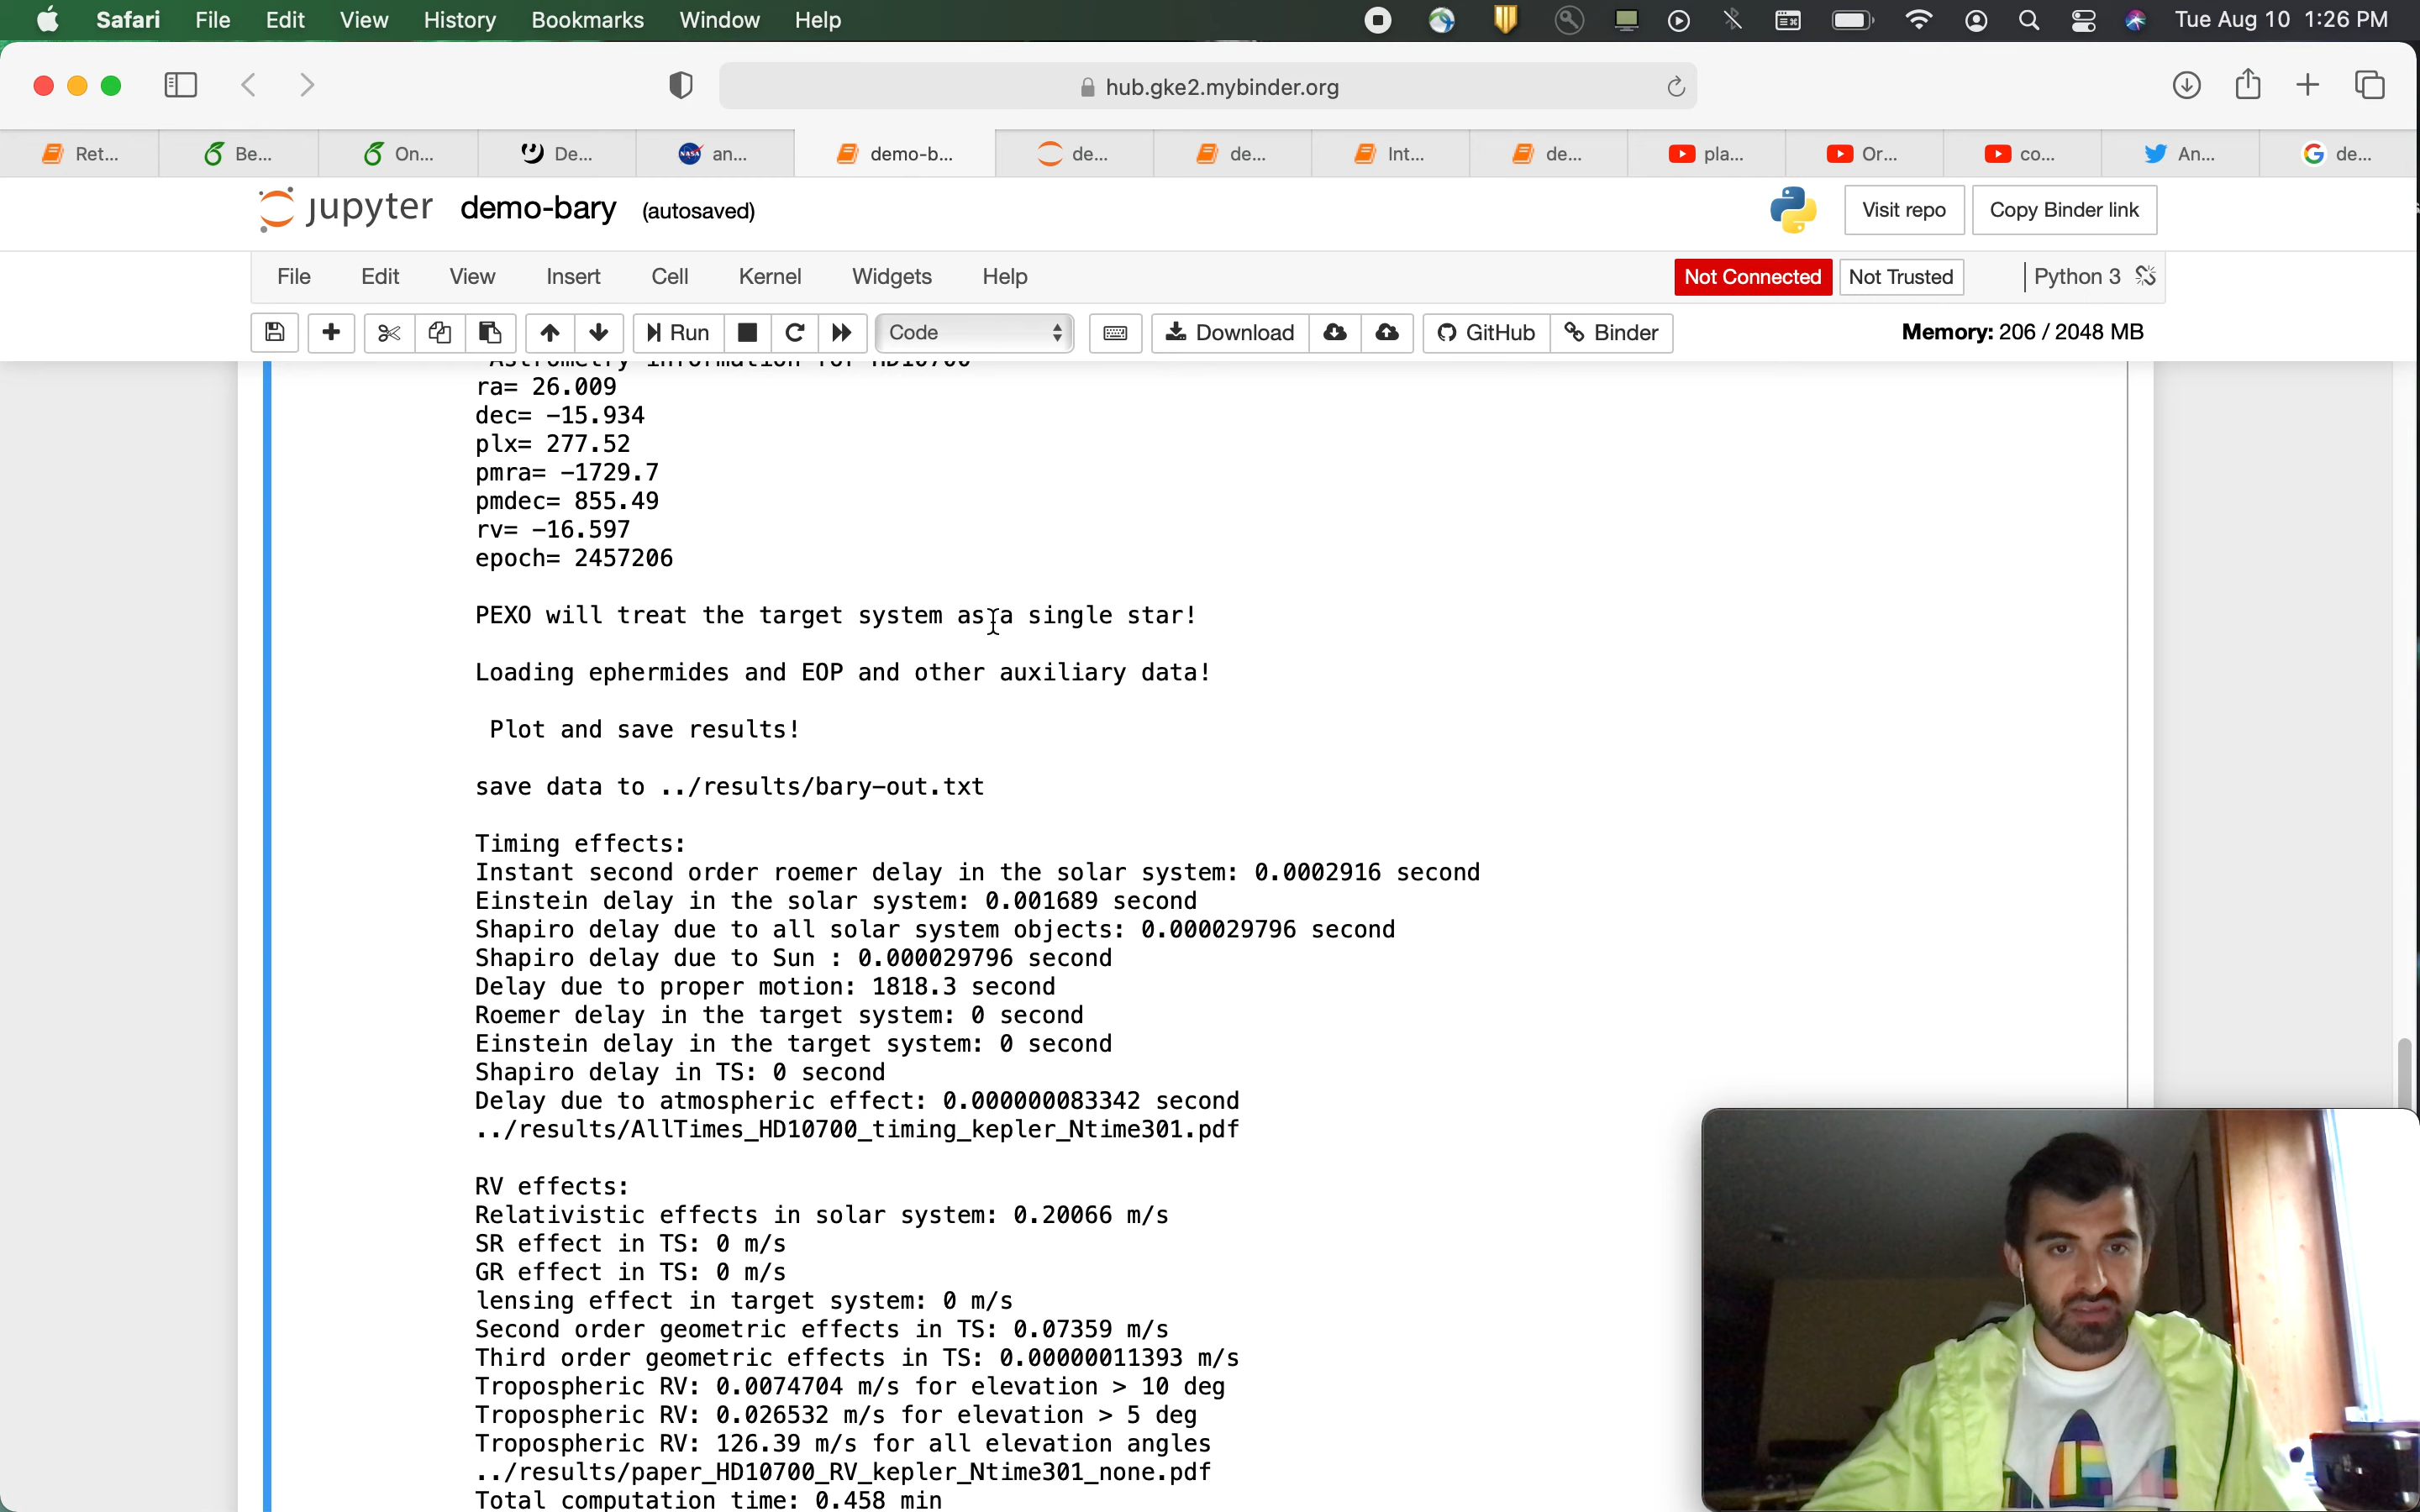 Safari File Edit View History Bookmarks Window Help Tue Aug 10 1:26 PM
hub.gke2.mybinder.org
Ret... Be... On... De... an... demo-b... de... de... Int... de... pla... Or... co... An... de...
jupyter demo-bary (autosaved) Visit repo Copy Binder link
File Edit View Insert Cell Kernel Widgets Help Not Connected Not Trusted Python 3
Run Code Download GitHub Binder Memory: 206 / 2048 MB
Astrometry information for HD10700
ra= 26.009
dec= -15.934
plx= 277.52
pmra= -1729.7
pmdec= 855.49
rv= -16.597
epoch= 2457206
PEXO will treat the target system as a single star!
Loading ephermides and EOP and other auxiliary data!
Plot and save results!
save data to ../results/bary-out.txt
Timing effects:
Instant second order roemer delay in the solar system: 0.0002916 second
Einstein delay in the solar system: 0.001689 second
Shapiro delay due to all solar system objects: 0.000029796 second
Shapiro delay due to Sun : 0.000029796 second
Delay due to proper motion: 1818.3 second
Roemer delay in the target system: 0 second
Einstein delay in the target system: 0 second
Shapiro delay in TS: 0 second
Delay due to atmospheric effect: 0.000000083342 second
../results/AllTimes_HD10700_timing_kepler_Ntime301.pdf
RV effects:
Relativistic effects in solar system: 0.20066 m/s
SR effect in TS: 0 m/s
GR effect in TS: 0 m/s
lensing effect in target system: 0 m/s
Second order geometric effects in TS: 0.07359 m/s
Third order geometric effects in TS: 0.00000011393 m/s
Tropospheric RV: 0.0074704 m/s for elevation > 10 deg
Tropospheric RV: 0.026532 m/s for elevation > 5 deg
Tropospheric RV: 126.39 m/s for all elevation angles
../results/paper_HD10700_RV_kepler_Ntime301_none.pdf
Total computation time: 0.458 min